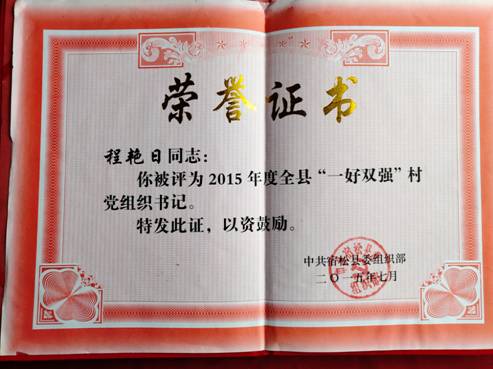 荣誉证书
程艳日同志：
你被评为2015年度全县“一好双强”村
党组织书记。
特发此证，以资鼓励。
中共宿松县委组织部
二〇一五年七月